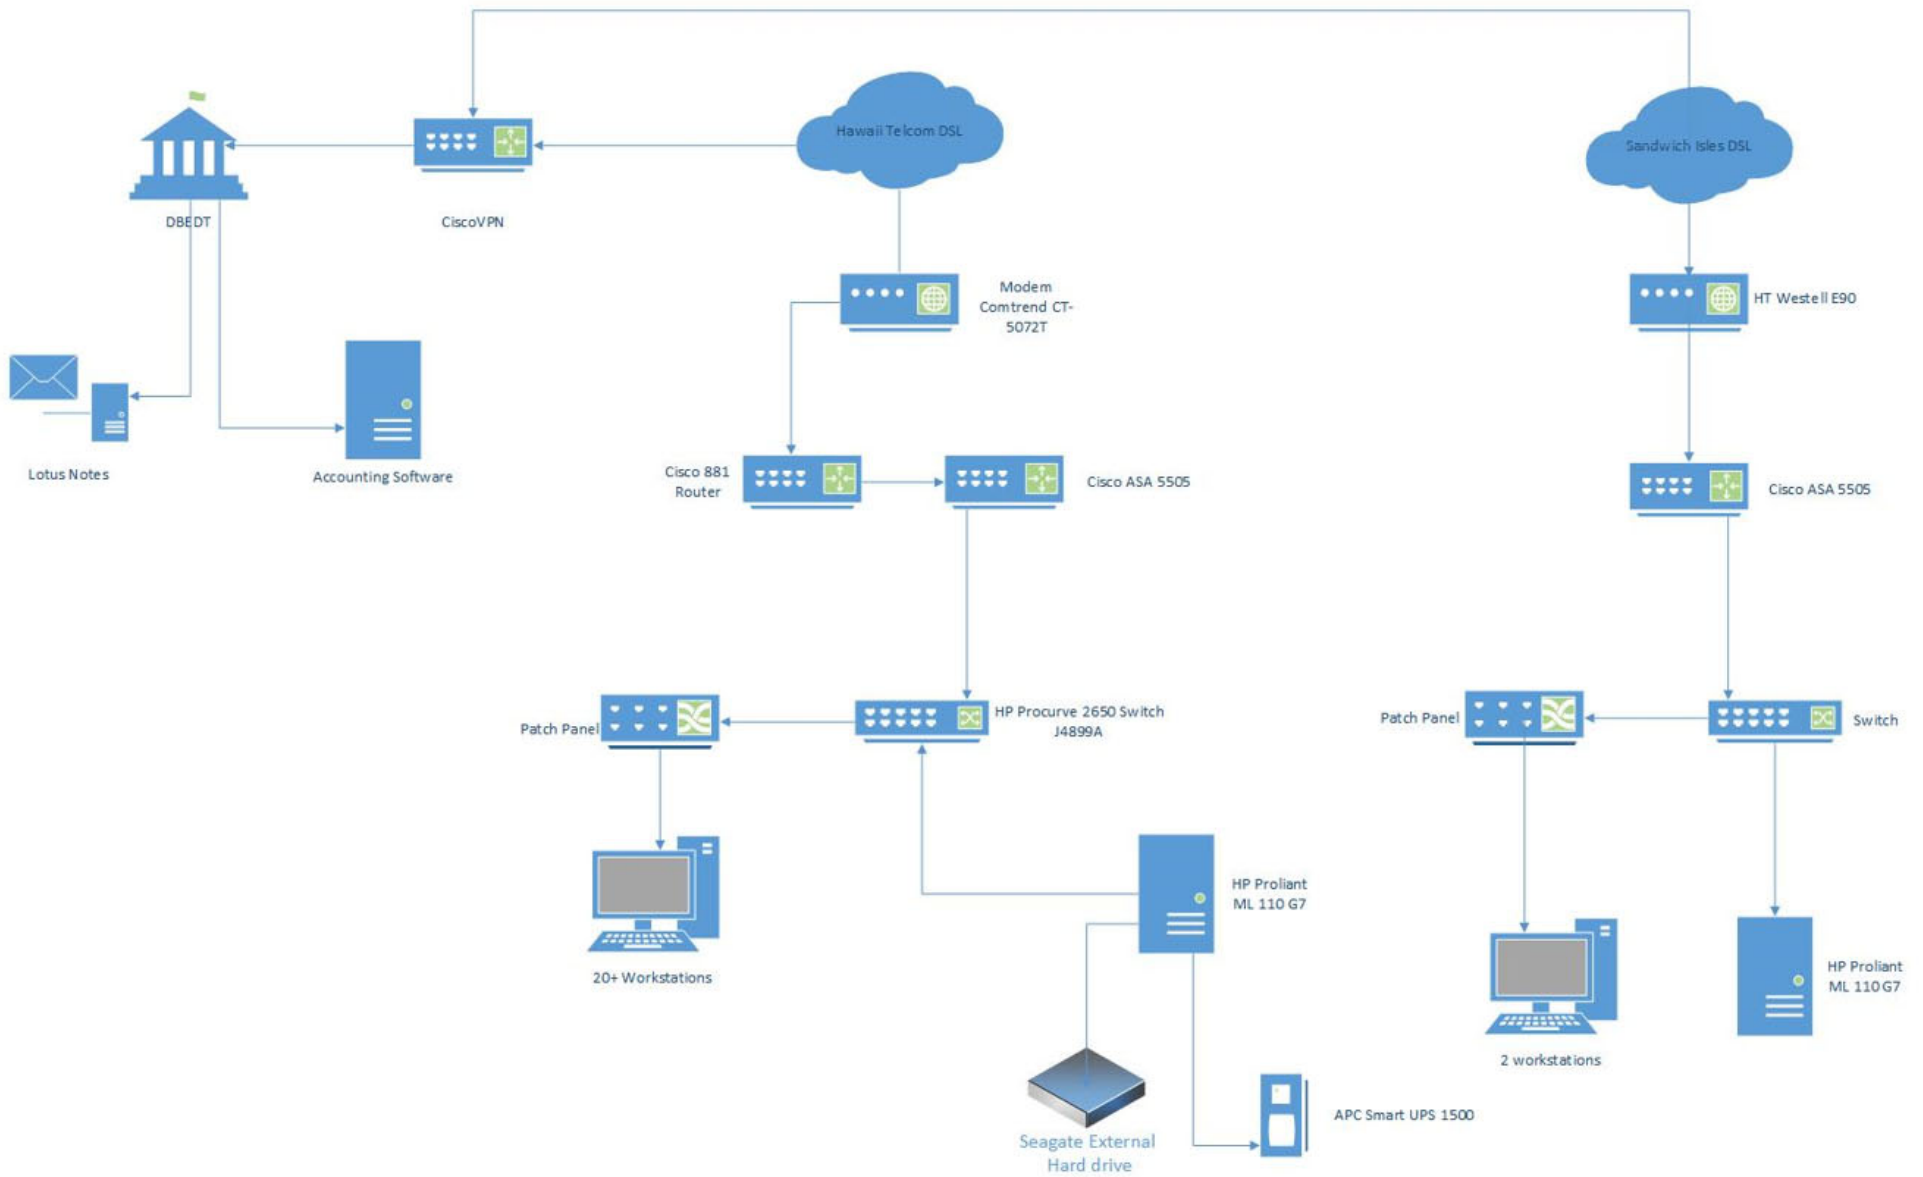 Hawaii Telcom DSL
Sandwich Isles DSL
DBEDT
CiscoVPN
Modem
Comtrend CT-
5072T
HT Westell E90
Lotus Notes
Accounting Software
Cisco 881
Router
Cisco ASA 5505
Cisco ASA 5505
Patch Panel
HP Procurve 2650 Switch
J4899A
Patch Panel
Switch
HP Proliant
ML 110 G7
20+ Workstations
HP Proliant
ML 110 G7
2 workstations
APC Smart UPS 1500
Seagate External
Hard drive